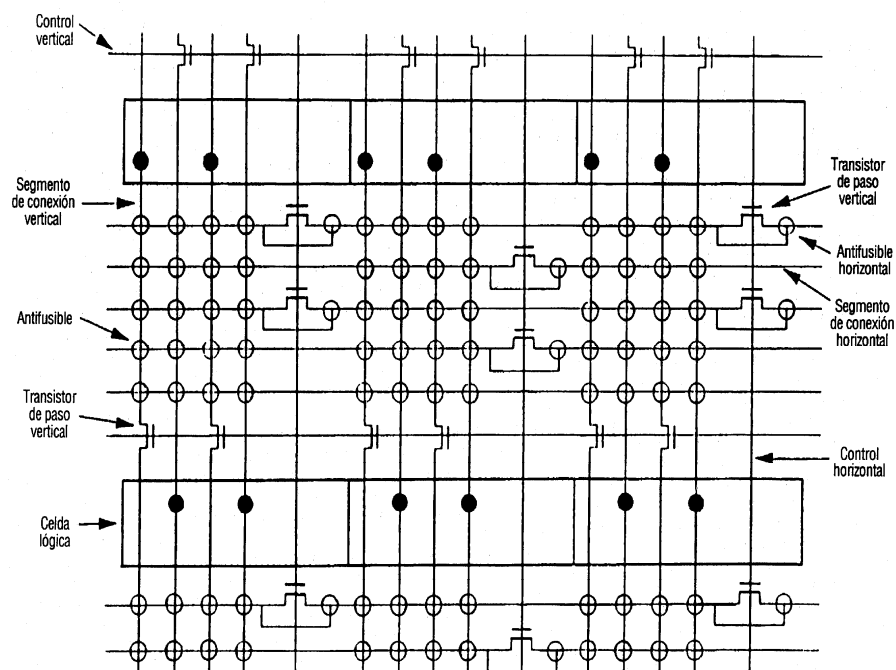 Control
vertical
Segmento
de conexión
vertical
Transistor
de paso
vertical
Antifusible
horizontal
Antifusible
Segmento
de conexión
horizontal
Transistor
de paso
vertical
Control
horizontal
Celda
lógica